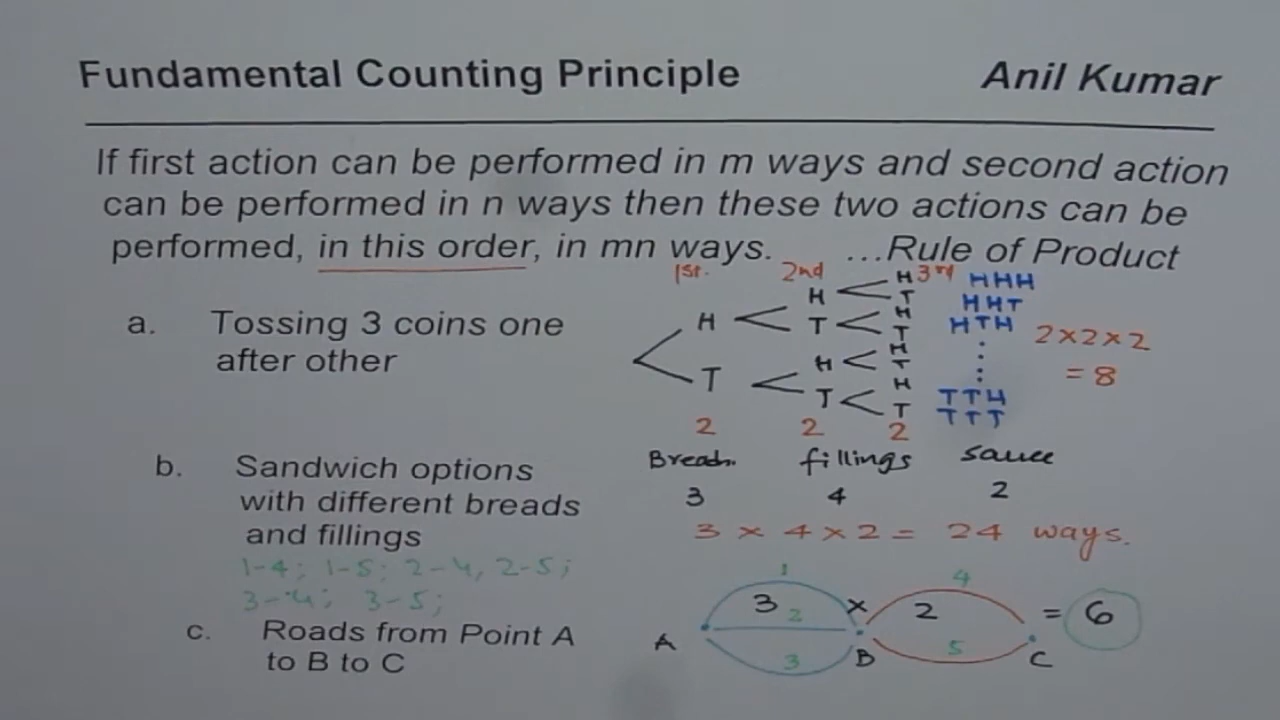 Fundamental Counting Principle Anil Kumar
If first action can be performed in m ways and second action
can be performed in n ways then these two actions can be
performed, in this order, in mn ways. ...Rule of Product
1st. 2nd 3rd
a. Tossing 3 coins one
after other
H T
H T H T
H T H T H T H T
2 2 2
HHH
HHT
HTH
TTH
TTT
2×2×2
= 8
b. Sandwich options
with different breads
and fillings
Bread fillings sauce
3 4 2
3 × 4 × 2 = 24 ways.
1-4; 1-5; 2-4, 2-5;
3-4; 3-5;
c. Roads from Point A
to B to C
1 4
3 × 2 = 6
2
3 5
A B C